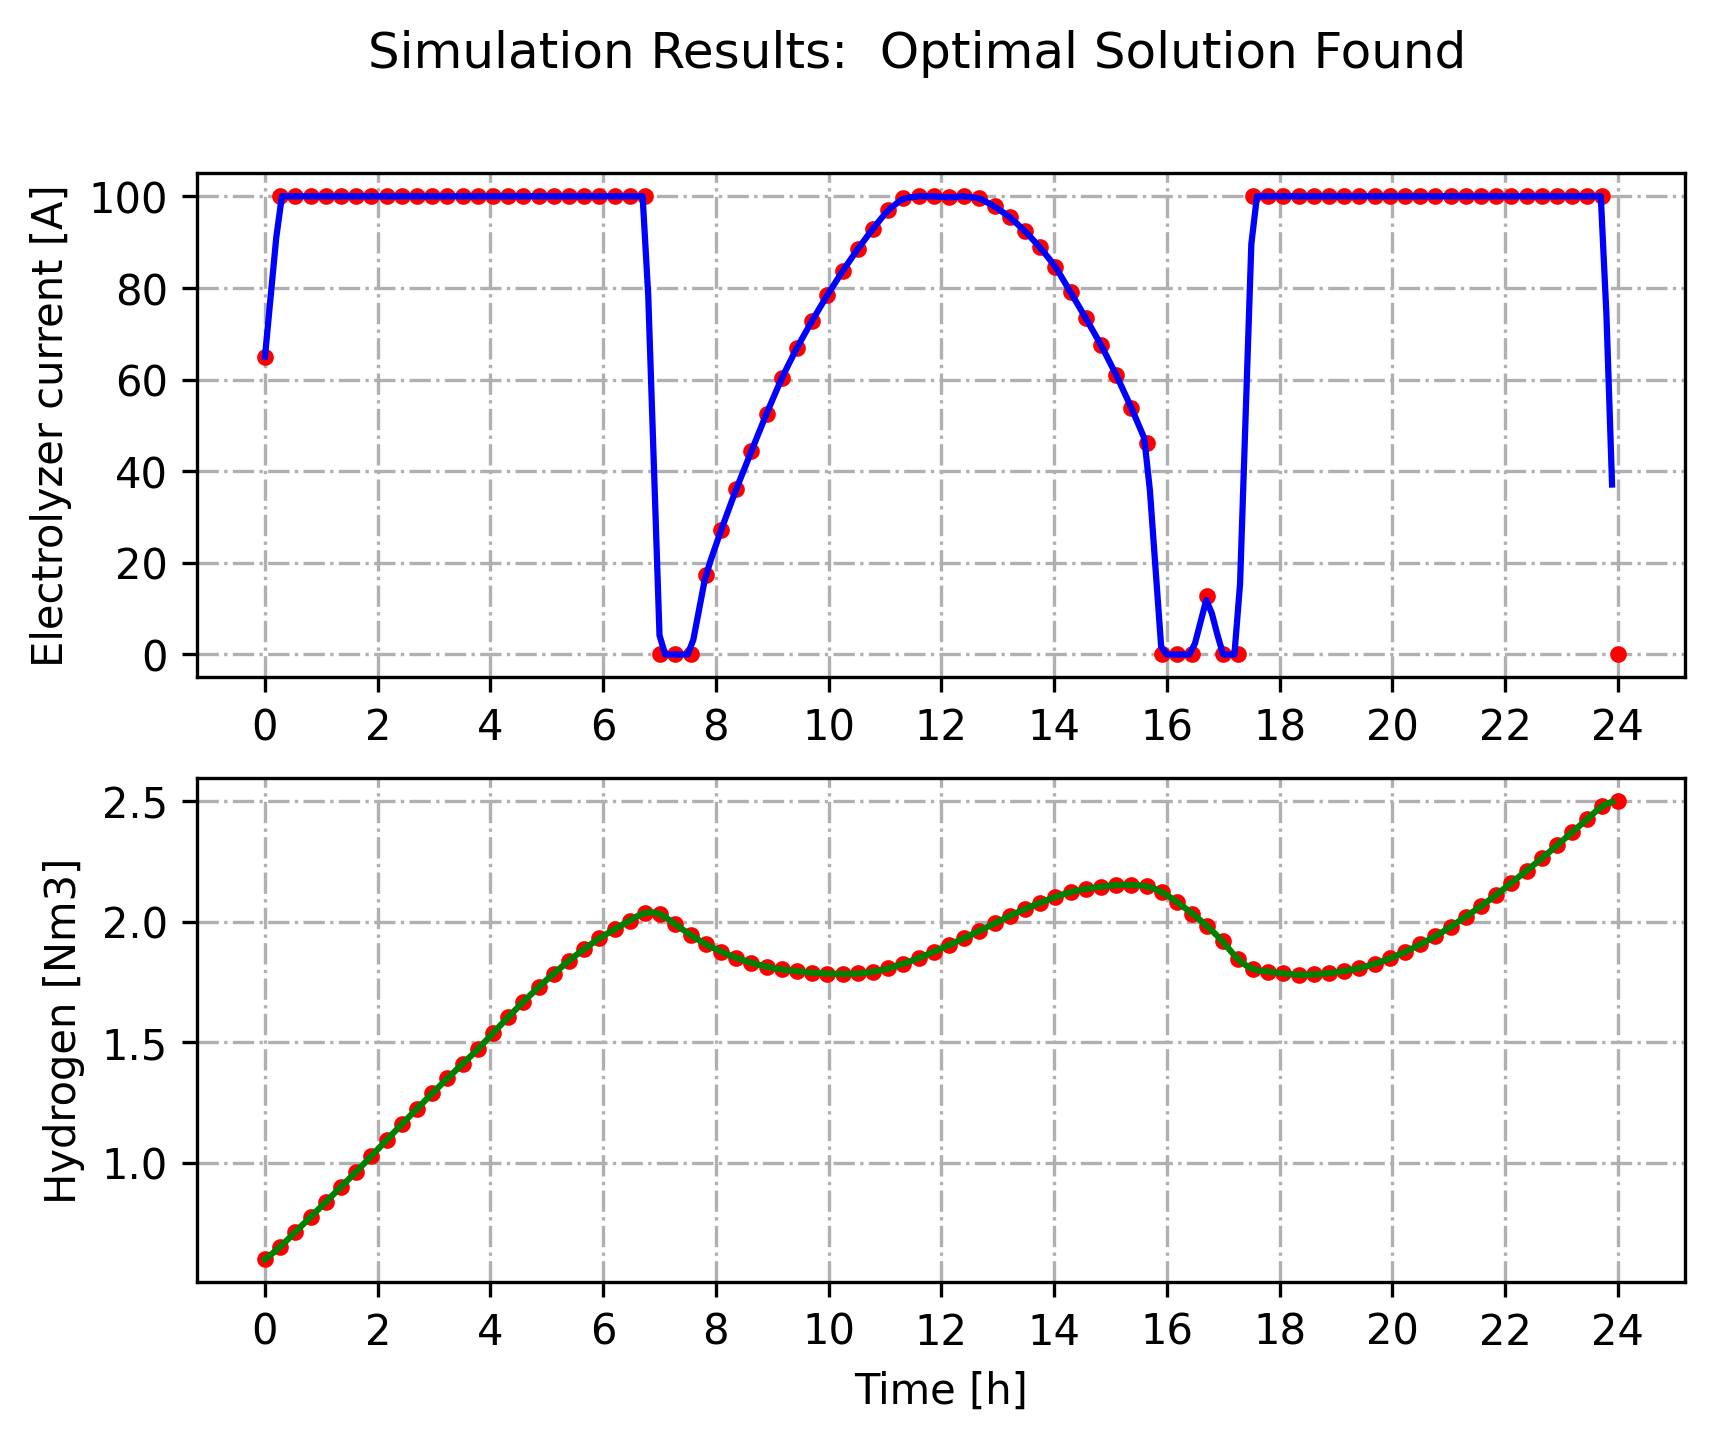 Simulation Results:  Optimal Solution Found
Electrolyzer current [A]
100
80
60
40
20
0
0 2 4 6 8 10 12 14 16 18 20 22 24
Hydrogen [Nm3]
2.5
2.0
1.5
1.0
0 2 4 6 8 10 12 14 16 18 20 22 24
Time [h]